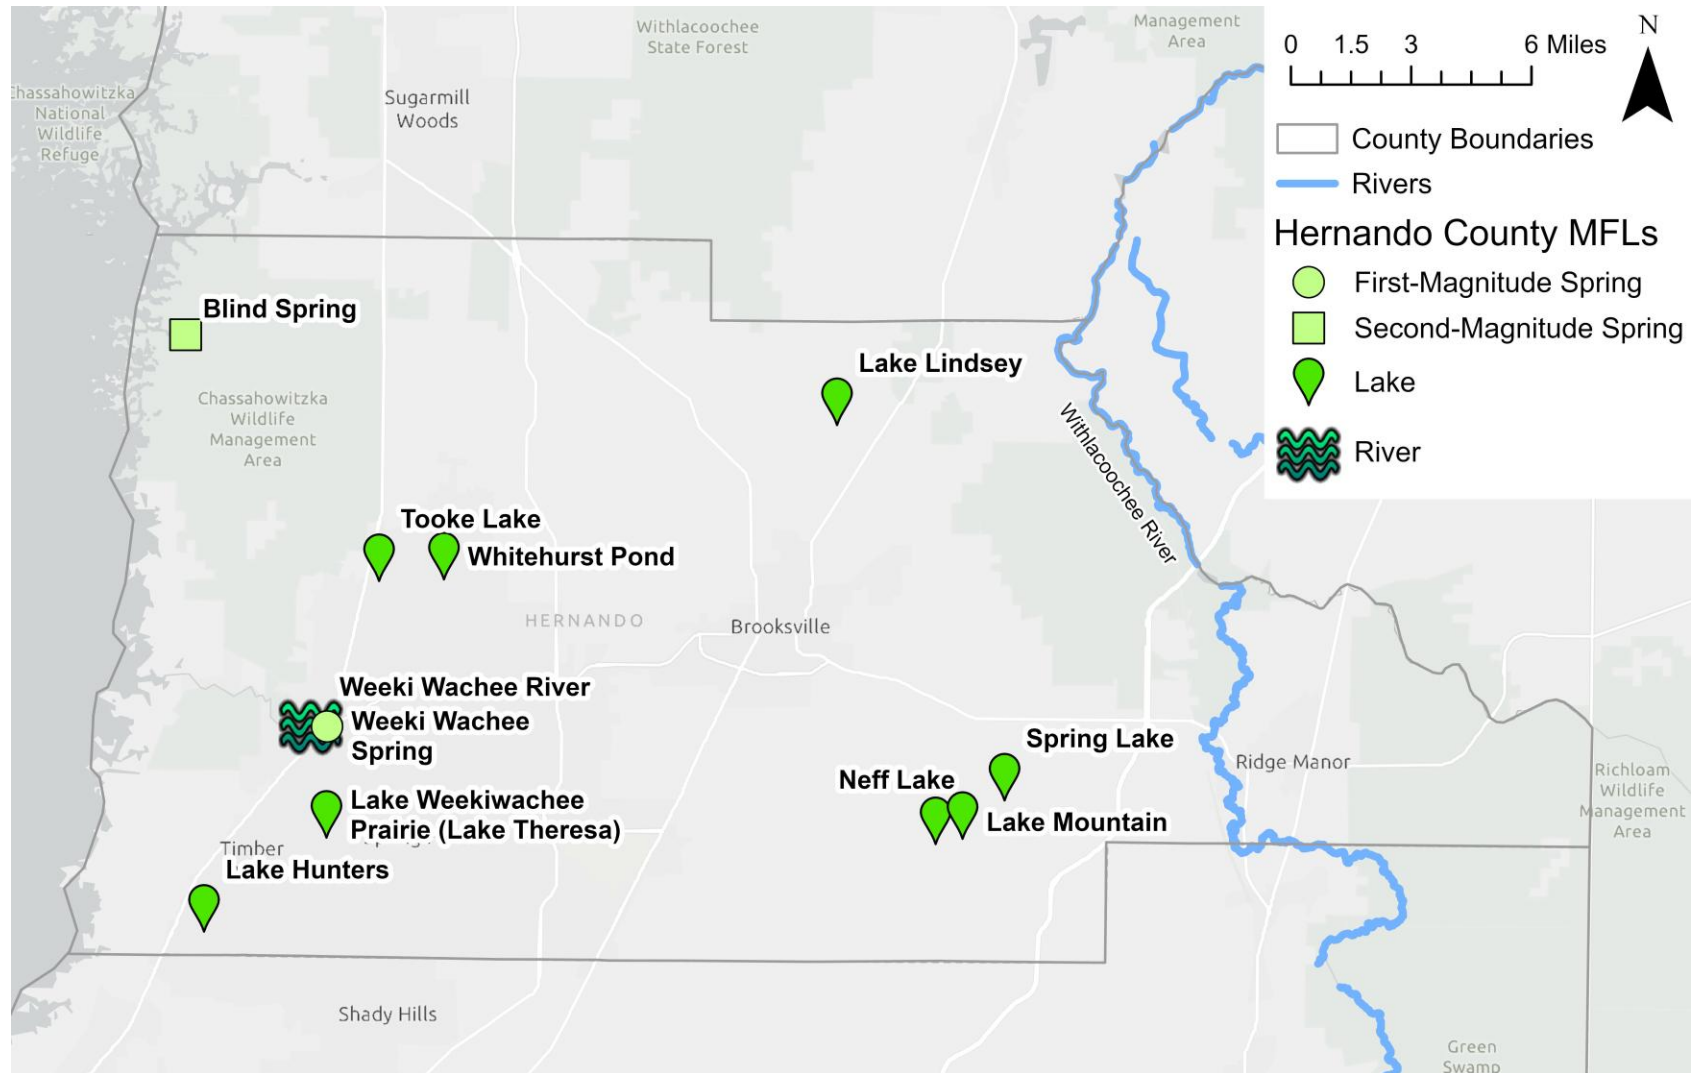 Withlacoochee
State Forest
Management
Area
N
0 1.5 3 6 Miles
Chassahowitzka
National
Wildlife
Refuge
Sugarmill
Woods
County Boundaries
Rivers
Hernando County MFLs
First-Magnitude Spring
Second-Magnitude Spring
Lake
River
Blind Spring
Lake Lindsey
Chassahowitzka
Wildlife
Management
Area
Withlacoochee River
Tooke Lake
Whitehurst Pond
HERNANDO
Brooksville
Weeki Wachee River
Weeki Wachee
Spring
Spring Lake
Ridge Manor
Neff Lake
Lake Mountain
Richloam
Wildlife
Management
Area
Lake Weekiwachee
Prairie (Lake Theresa)
Timber
Lake Hunters
Shady Hills
Green
Swamp